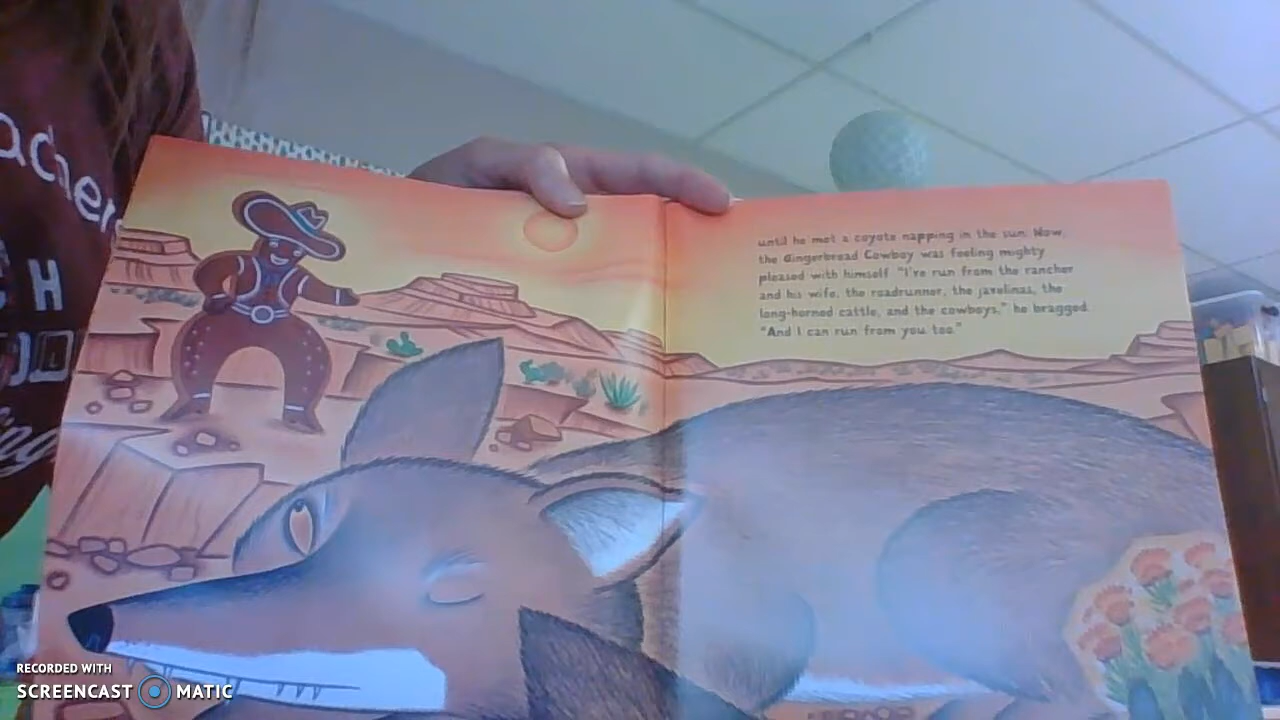 until he met a coyote napping in the sun. Now,
the Gingerbread Cowboy was feeling mighty
pleased with himself. "I've run from the rancher
and his wife, the roadrunner, the javelinas, the
long-horned cattle, and the cowboys," he bragged.
"And I can run from you too."
RECORDED WITH
SCREENCAST MATIC